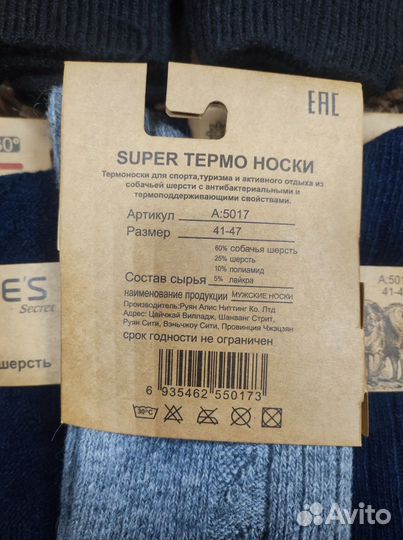 EAC
SUPER ТЕРМО НОСКИ
Термоноски для спорта,туризма и активного отдыха из
собачьей шерсти с антибактериальными и
термоподдерживающими свойствами.
Артикул A:5017
Размер 41-47
60% собачья шерсть
25% шерсть
10% полиамид
Состав сырья 5% лайкра
наименование продукции МУЖСКИЕ НОСКИ
Производитель:Руян Алис Ниттинг Ко. Лтд
Адрес: Цайчжай Вилладж, Шанванг Стрит,
Руян Сити, Вэньчжоу Сити, Провинция Чжэцзян
срок годности не ограничен
6 935462 550173
30°C
E'S
Secret
шерсть
A:50
41-4
Avito